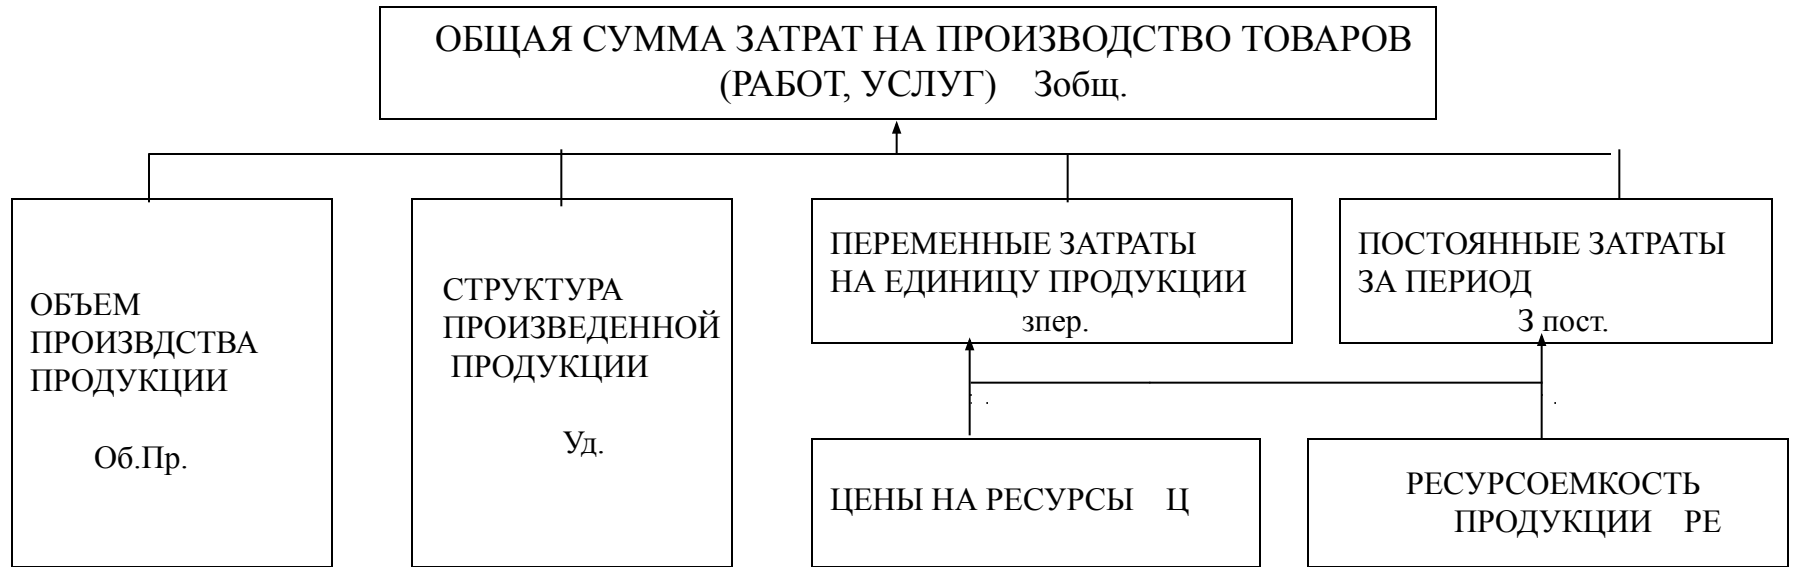 ОБЩАЯ СУММА ЗАТРАТ НА ПРОИЗВОДСТВО ТОВАРОВ
(РАБОТ, УСЛУГ) Зобщ.
ОБЪЕМ
ПРОИЗВДСТВА
ПРОДУКЦИИ
Об.Пр.
СТРУКТУРА
ПРОИЗВЕДЕННОЙ
ПРОДУКЦИИ
Уд.
ПЕРЕМЕННЫЕ ЗАТРАТЫ
НА ЕДИНИЦУ ПРОДУКЦИИ
зпер.
ПОСТОЯННЫЕ ЗАТРАТЫ
ЗА ПЕРИОД
З пост.
ЦЕНЫ НА РЕСУРСЫ Ц
РЕСУРСОЕМКОСТЬ
ПРОДУКЦИИ РЕ